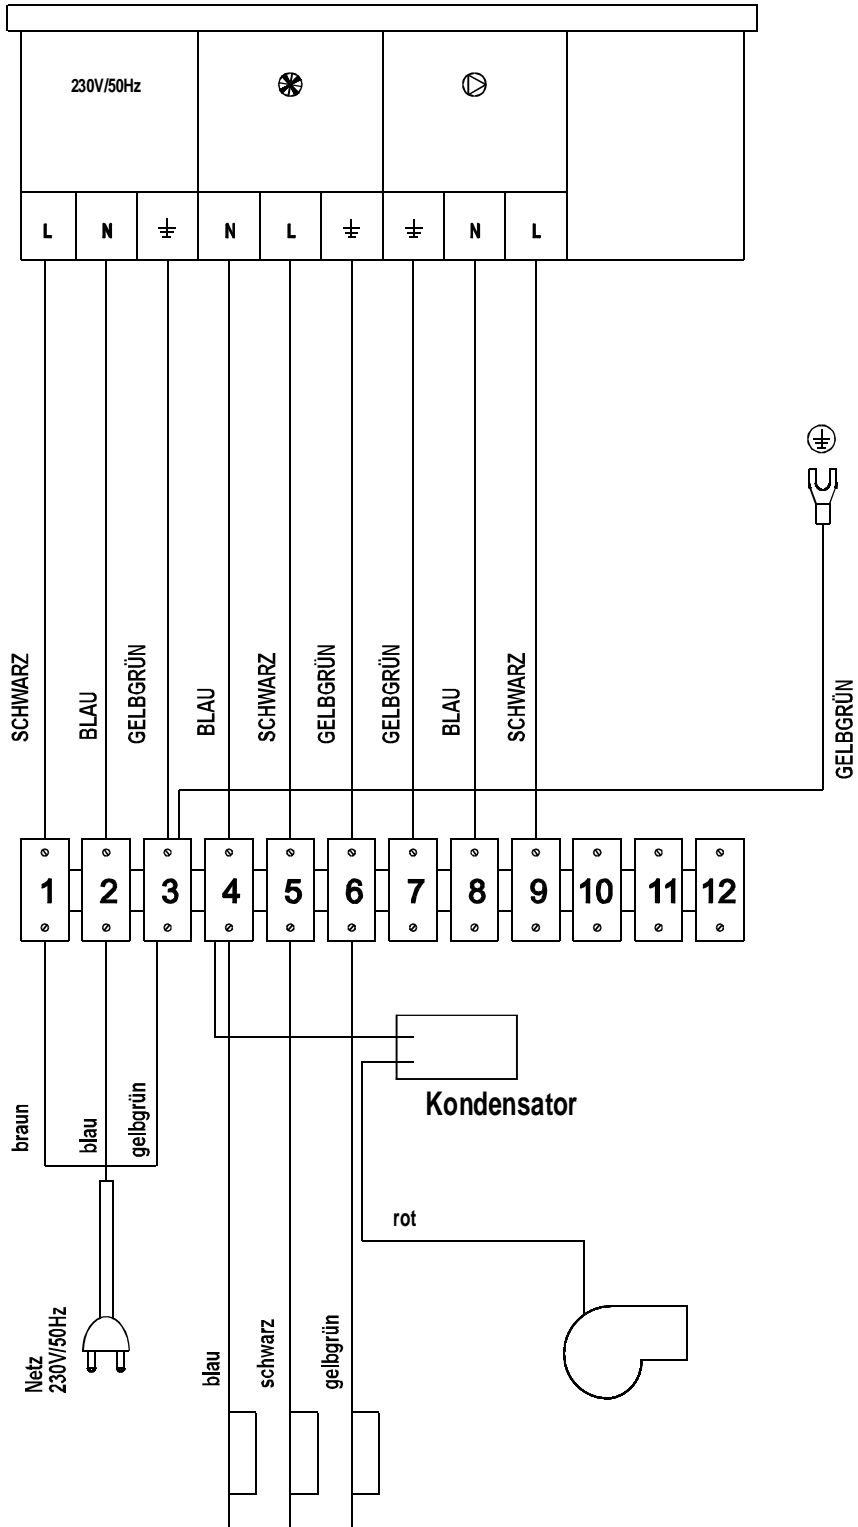 230V/50Hz
L N N L N L
SCHWARZ
BLAU
GELBGRÜN
BLAU
SCHWARZ
GELBGRÜN
GELBGRÜN
BLAU
SCHWARZ
GELBGRÜN
1 2 3 4 5 6 7 8 9 10 11 12
braun
blau
gelbgrün
Kondensator
rot
Netz
230V/50Hz
blau
schwarz
gelbgrün